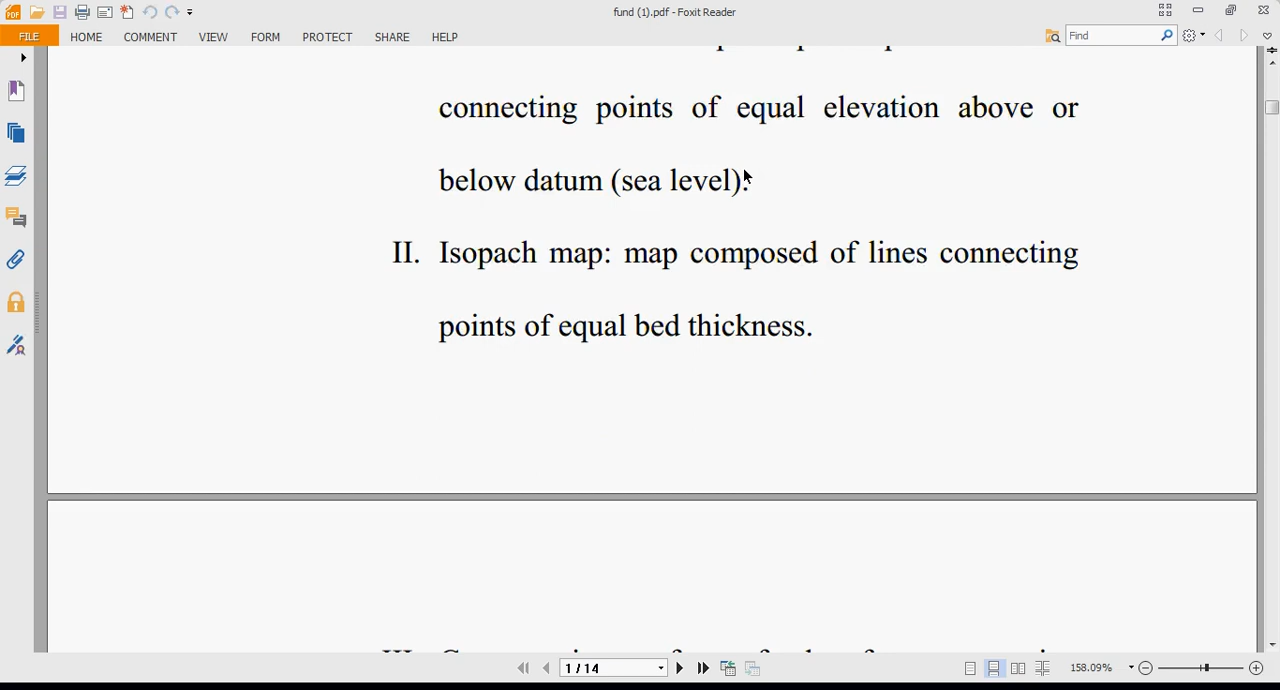 fund (1).pdf - Foxit Reader
FILE HOME COMMENT VIEW FORM PROTECT SHARE HELP Find
connecting points of equal elevation above or
below datum (sea level).
II. Isopach map: map composed of lines connecting
points of equal bed thickness.
1 / 14 158.09%